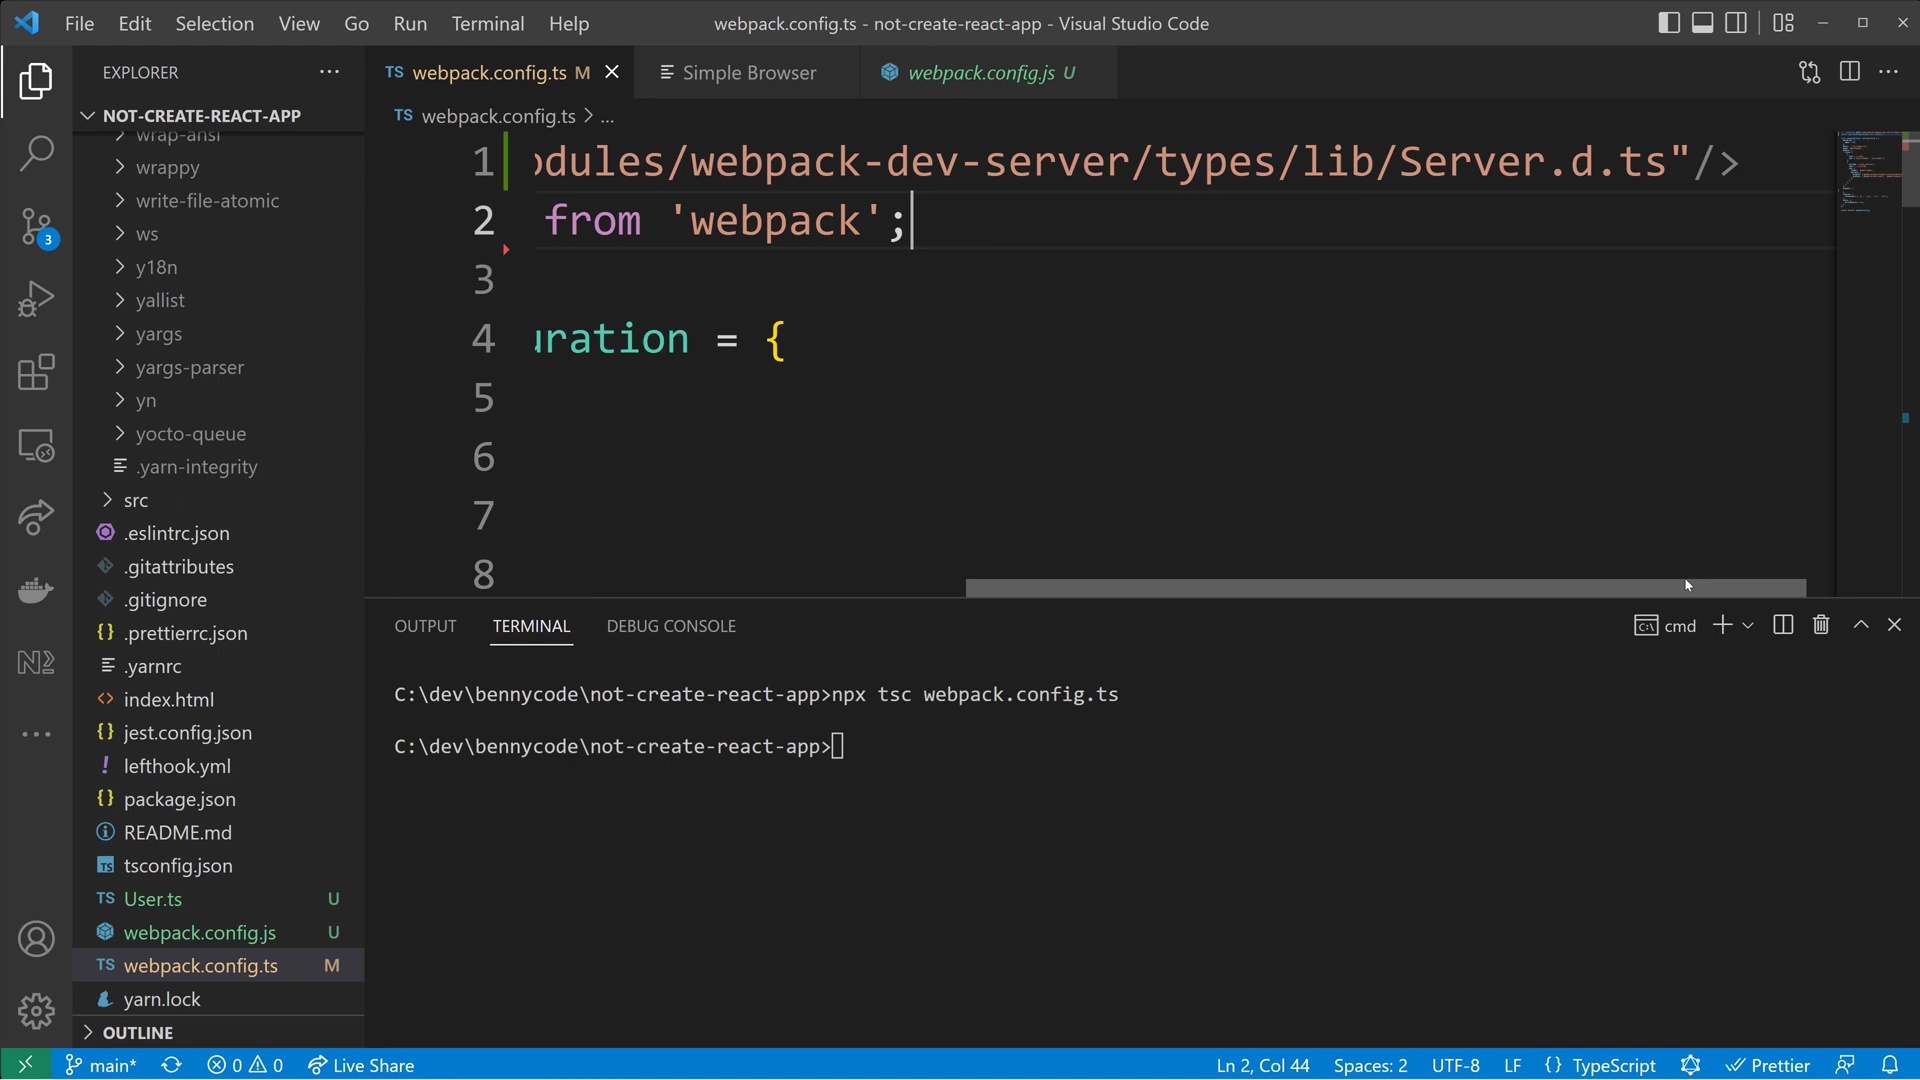 File Edit Selection View Go Run Terminal Help
webpack.config.ts - not-create-react-app - Visual Studio Code
EXPLORER
NOT-CREATE-REACT-APP
wrap-ansi
wrappy
write-file-atomic
ws
y18n
yallist
yargs
yargs-parser
yn
yocto-queue
.yarn-integrity
src
.eslintrc.json
.gitattributes
.gitignore
.prettierrc.json
.yarnrc
index.html
jest.config.json
lefthook.yml
package.json
README.md
tsconfig.json
User.ts U
webpack.config.js U
webpack.config.ts M
yarn.lock
OUTLINE
3
TS webpack.config.ts M
Simple Browser
webpack.config.js U
TS webpack.config.ts > ...
1 odules/webpack-dev-server/types/lib/Server.d.ts"/>
2 from 'webpack';
3
4 uration = {
5
6
7
8
OUTPUT TERMINAL DEBUG CONSOLE
cmd
C:\dev\bennycode\not-create-react-app>npx tsc webpack.config.ts
C:\dev\bennycode\not-create-react-app>
main* 0 0 Live Share
Ln 2, Col 44 Spaces: 2 UTF-8 LF {} TypeScript Prettier